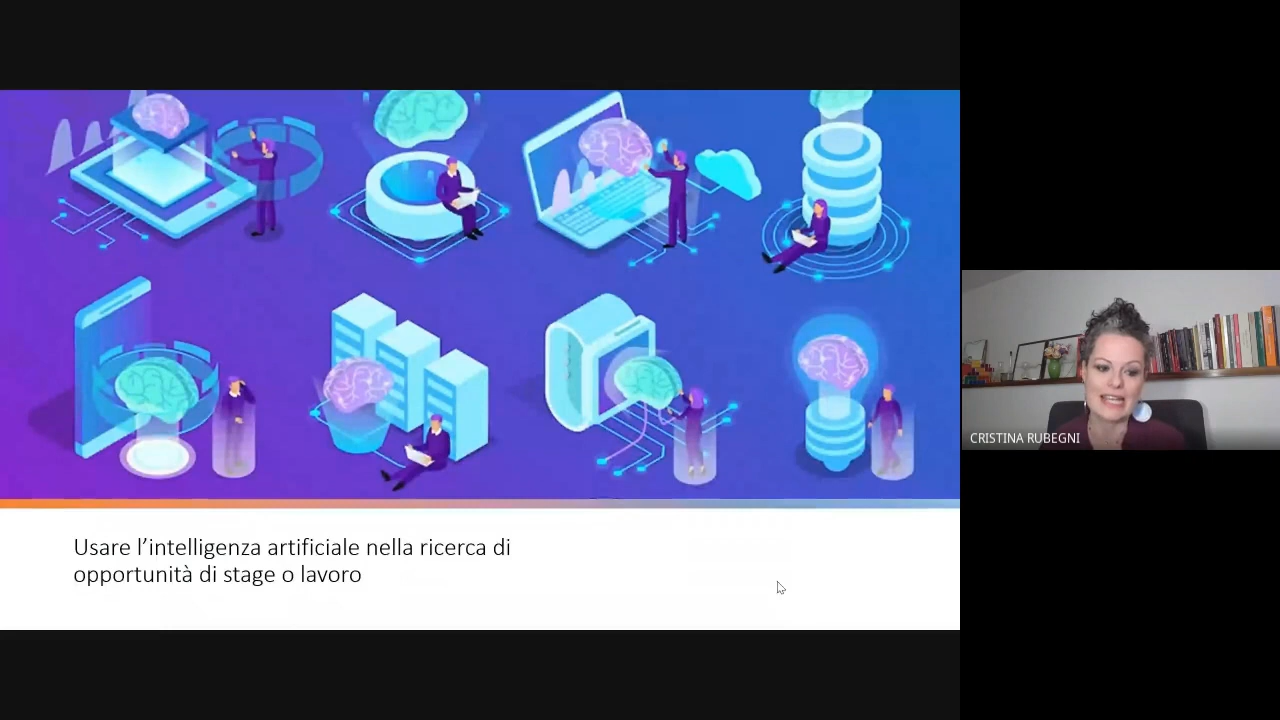 Usare l’intelligenza artificiale nella ricerca di
opportunità di stage o lavoro
CRISTINA RUBEGNI